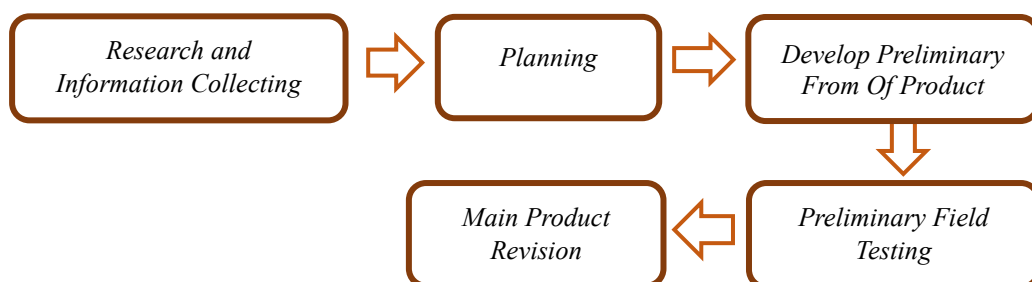 Research and
Information Collecting
Planning
Develop Preliminary
From Of Product
Preliminary Field
Testing
Main Product
Revision